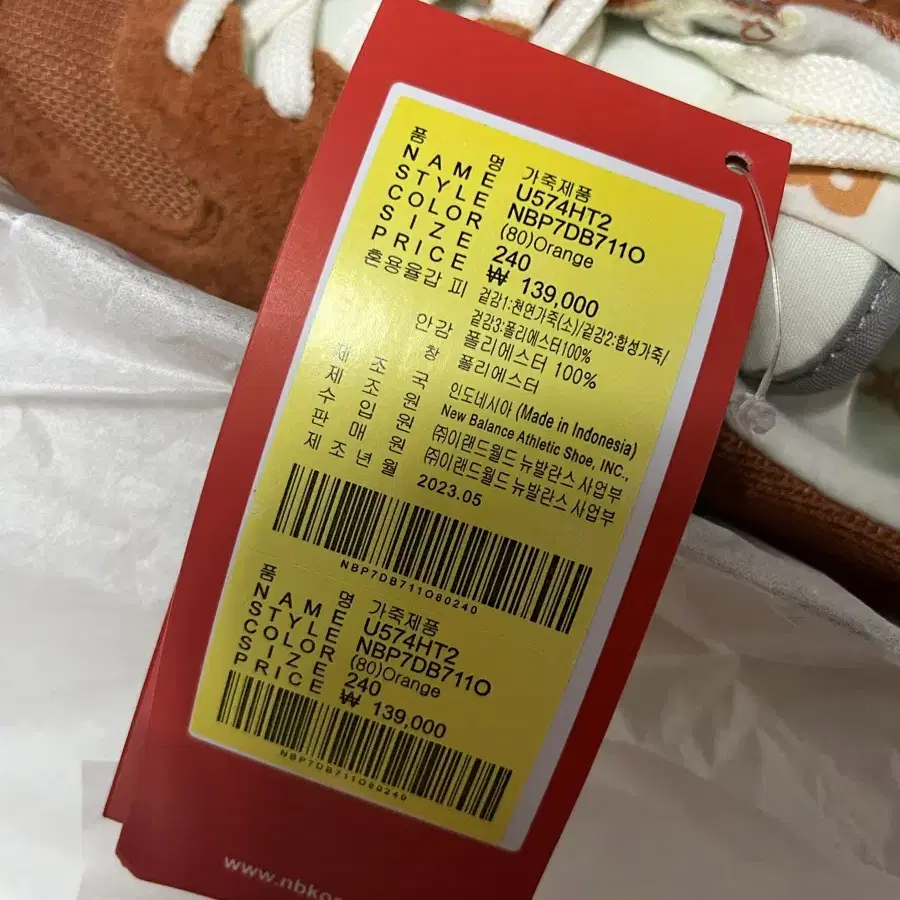 품 명 가죽제품
NAME U574HT2
STYLE NBP7DB711O
COLOR (80)Orange
SIZE 240
PRICE ₩ 139,000
혼용율갑피 겉감1:천연가죽(소)/겉감2:합성가죽/
겉감3:폴리에스터100%
안감 폴리에스터 100%
창 폴리에스터
제조국 인도네시아 (Made in Indonesia)
제조원 New Balance Athletic Shoe, INC.,
수입원 ㈜이랜드월드 뉴발란스 사업부
판매원 ㈜이랜드월드 뉴발란스 사업부
제조년월 2023.05
NBP7DB711O80240
품 명 가죽제품
NAME U574HT2
STYLE NBP7DB711O
COLOR (80)Orange
SIZE 240
PRICE ₩ 139,000
NBP7DB711O80240
www.nbkor